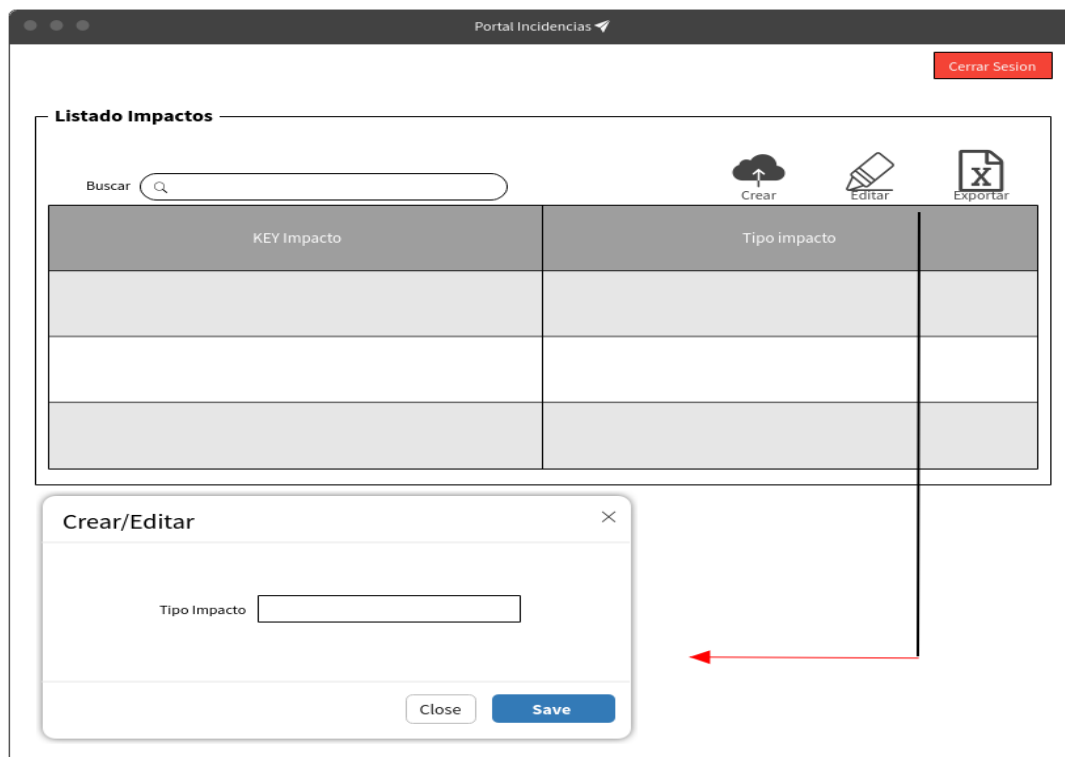 Portal Incidencias
Cerrar Sesion
Listado Impactos
Buscar
Crear
Editar
X
Exportar
KEY Impacto
Tipo impacto
Crear/Editar
Tipo Impacto
Close
Save